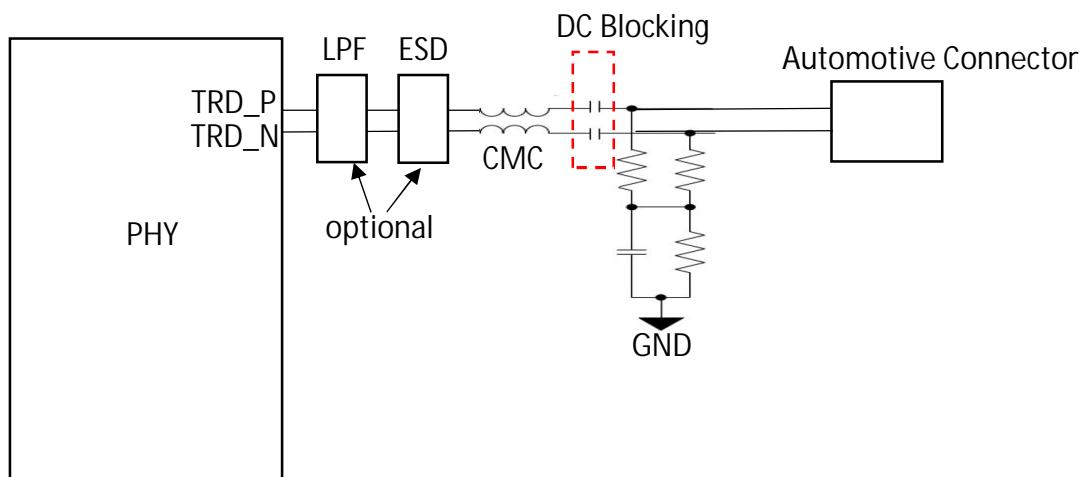 DC Blocking
LPF
ESD
Automotive Connector
TRD_P
TRD_N
CMC
optional
PHY
GND